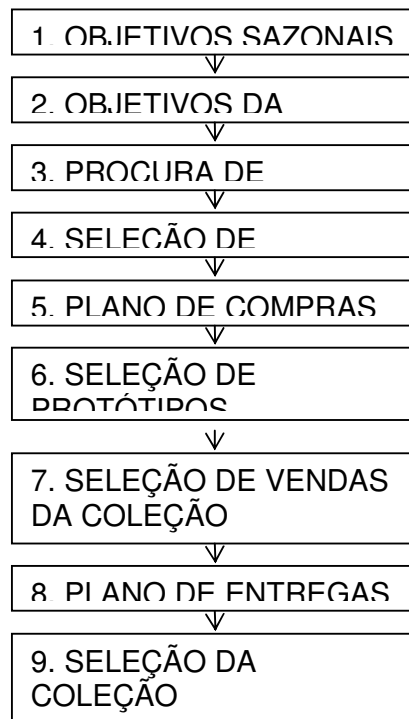 1. OBJETIVOS SAZONAIS
2. OBJETIVOS DA
3. PROCURA DE
4. SELEÇÃO DE
5. PLANO DE COMPRAS
6. SELEÇÃO DE
PROTÓTIPOS
7. SELEÇÃO DE VENDAS
DA COLEÇÃO
8. PLANO DE ENTREGAS
9. SELEÇÃO DA
COLEÇÃO